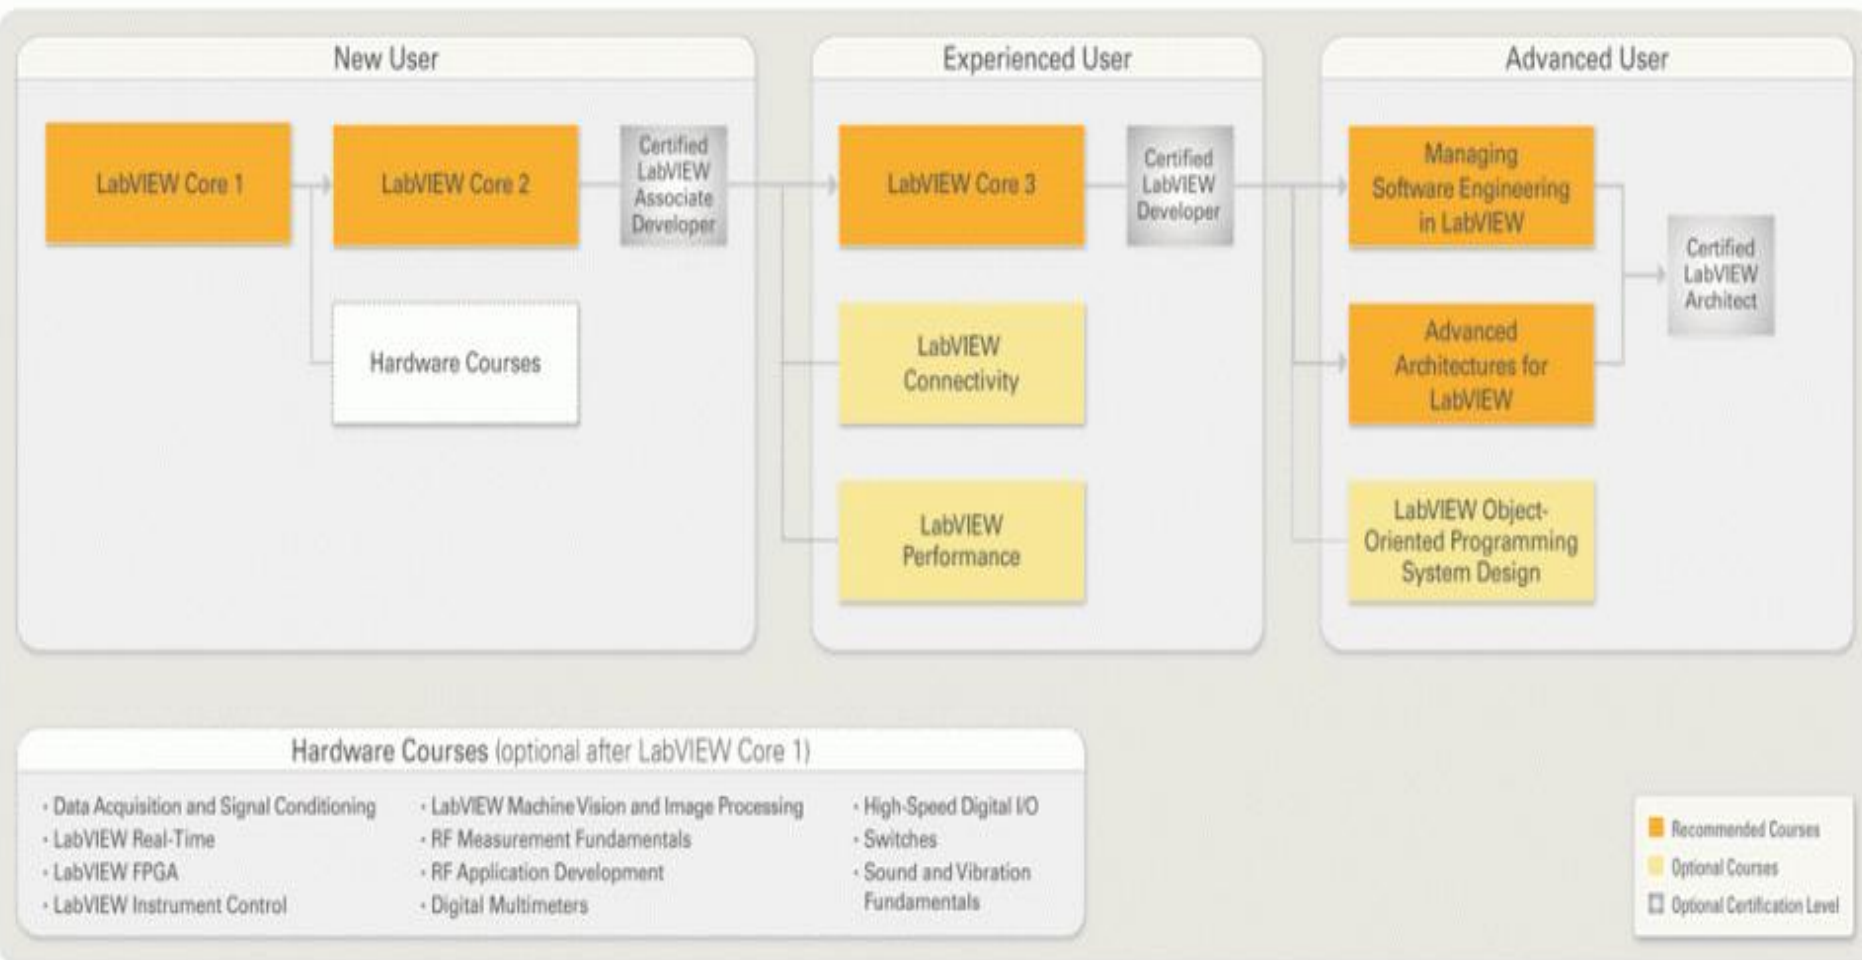 New User
LabVIEW Core 1
LabVIEW Core 2
Certified
LabVIEW
Associate
Developer
Hardware Courses
Experienced User
LabVIEW Core 3
Certified
LabVIEW
Developer
LabVIEW
Connectivity
LabVIEW
Performance
Advanced User
Managing
Software Engineering
in LabVIEW
Certified
LabVIEW
Architect
Advanced
Architectures for
LabVIEW
LabVIEW Object-
Oriented Programming
System Design
Hardware Courses (optional after LabVIEW Core 1)
· Data Acquisition and Signal Conditioning
· LabVIEW Real-Time
· LabVIEW FPGA
· LabVIEW Instrument Control
· LabVIEW Machine Vision and Image Processing
· RF Measurement Fundamentals
· RF Application Development
· Digital Multimeters
· High-Speed Digital I/O
· Switches
· Sound and Vibration
Fundamentals
Recommended Courses
Optional Courses
Optional Certification Level